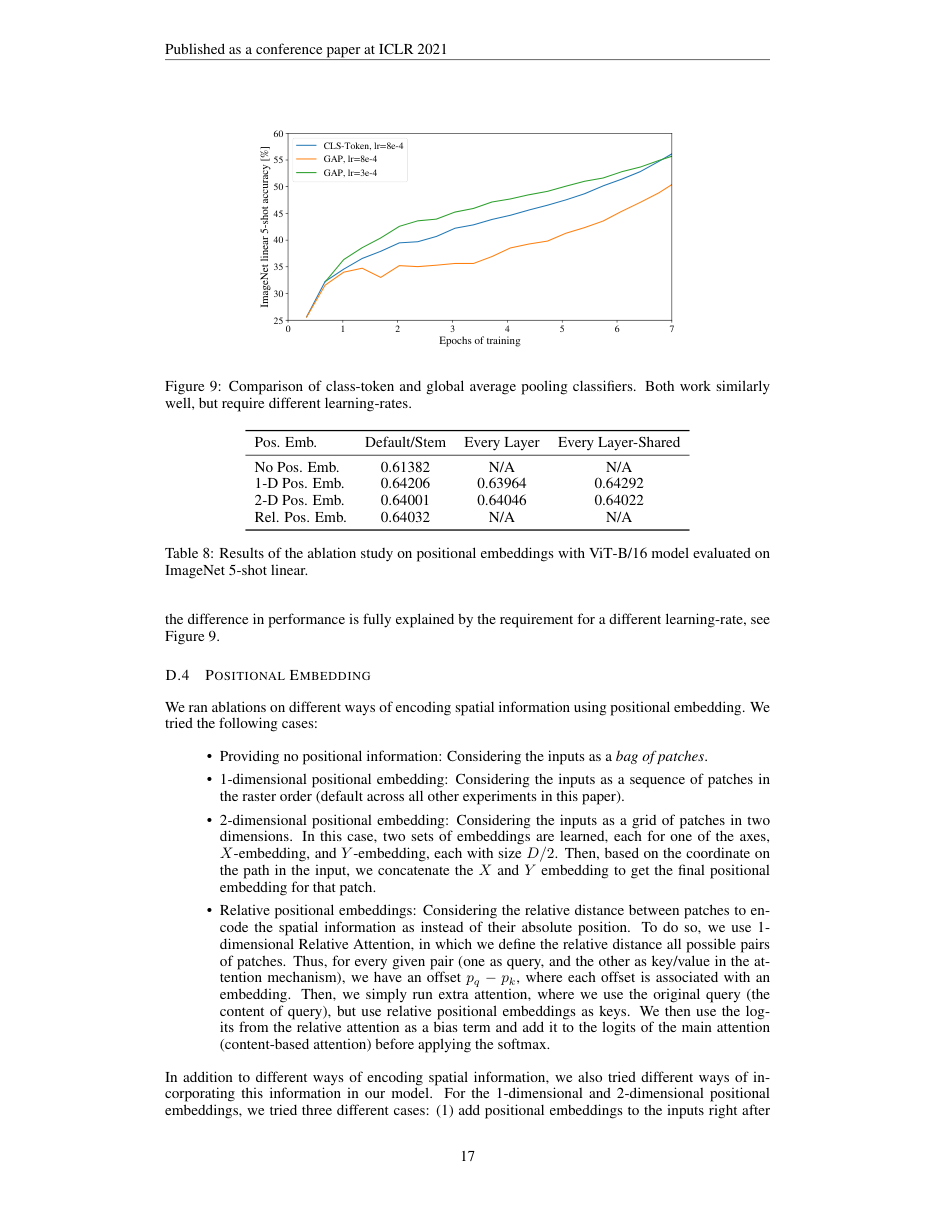 Published as a conference paper at ICLR 2021
60
55
50
45
40
35
30
25
ImageNet linear 5-shot accuracy [%]
CLS-Token, lr=8e-4
GAP, lr=8e-4
GAP, lr=3e-4
0 1 2 3 4 5 6 7
Epochs of training
Figure 9: Comparison of class-token and global average pooling classifiers. Both work similarly
well, but require different learning-rates.
Pos. Emb. Default/Stem Every Layer Every Layer-Shared
No Pos. Emb. 0.61382 N/A N/A
1-D Pos. Emb. 0.64206 0.63964 0.64292
2-D Pos. Emb. 0.64001 0.64046 0.64022
Rel. Pos. Emb. 0.64032 N/A N/A
Table 8: Results of the ablation study on positional embeddings with ViT-B/16 model evaluated on
ImageNet 5-shot linear.
the difference in performance is fully explained by the requirement for a different learning-rate, see
Figure 9.
D.4 POSITIONAL EMBEDDING
We ran ablations on different ways of encoding spatial information using positional embedding. We
tried the following cases:
• Providing no positional information: Considering the inputs as a bag of patches.
• 1-dimensional positional embedding: Considering the inputs as a sequence of patches in
the raster order (default across all other experiments in this paper).
• 2-dimensional positional embedding: Considering the inputs as a grid of patches in two
dimensions. In this case, two sets of embeddings are learned, each for one of the axes,
X-embedding, and Y-embedding, each with size D/2. Then, based on the coordinate on
the path in the input, we concatenate the X and Y embedding to get the final positional
embedding for that patch.
• Relative positional embeddings: Considering the relative distance between patches to en-
code the spatial information as instead of their absolute position. To do so, we use 1-
dimensional Relative Attention, in which we define the relative distance all possible pairs
of patches. Thus, for every given pair (one as query, and the other as key/value in the at-
tention mechanism), we have an offset p_q − p_k, where each offset is associated with an
embedding. Then, we simply run extra attention, where we use the original query (the
content of query), but use relative positional embeddings as keys. We then use the log-
its from the relative attention as a bias term and add it to the logits of the main attention
(content-based attention) before applying the softmax.
In addition to different ways of encoding spatial information, we also tried different ways of in-
corporating this information in our model. For the 1-dimensional and 2-dimensional positional
embeddings, we tried three different cases: (1) add positional embeddings to the inputs right after
17